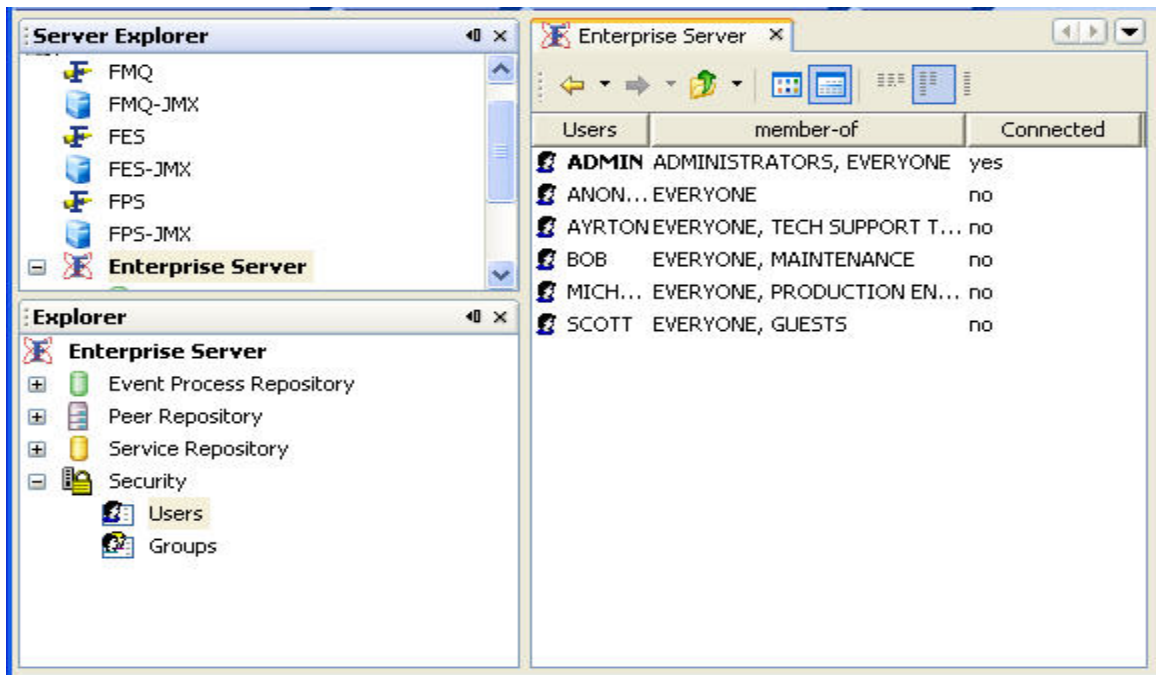 Server Explorer
FMQ
FMQ-JMX
FES
FES-JMX
FPS
FPS-JMX
Enterprise Server
Explorer
Enterprise Server
Event Process Repository
Peer Repository
Service Repository
Security
Users
Groups
Enterprise Server
Users member-of Connected
ADMIN ADMINISTRATORS, EVERYONE yes
ANON... EVERYONE no
AYRTON EVERYONE, TECH SUPPORT T... no
BOB EVERYONE, MAINTENANCE no
MICH... EVERYONE, PRODUCTION EN... no
SCOTT EVERYONE, GUESTS no